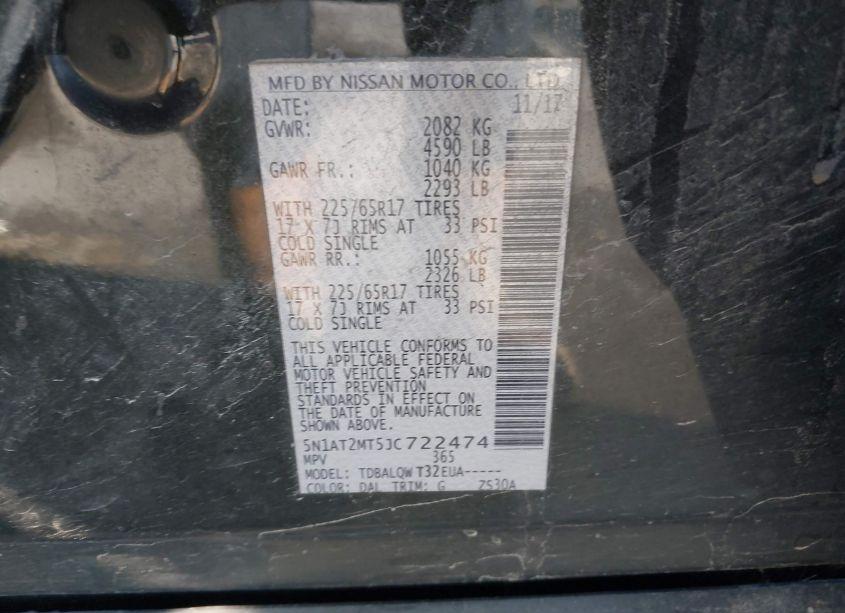 MFD BY NISSAN MOTOR CO., LTD.
DATE: 11/17
GVWR: 2082 KG
4590 LB
GAWR FR.: 1040 KG
2293 LB
WITH 225/65R17 TIRES
17 X 7J RIMS AT 33 PSI
COLD SINGLE
GAWR RR.: 1055 KG
2326 LB
WITH 225/65R17 TIRES
17 X 7J RIMS AT 33 PSI
COLD SINGLE
THIS VEHICLE CONFORMS TO
ALL APPLICABLE FEDERAL
MOTOR VEHICLE SAFETY AND
THEFT PREVENTION
STANDARDS IN EFFECT ON
THE DATE OF MANUFACTURE
SHOWN ABOVE.
5N1AT2MT5JC722474
MPV 365
MODEL: TDBALQWT32EUA-----
COLOR: DAL TRIM: G ZS30A